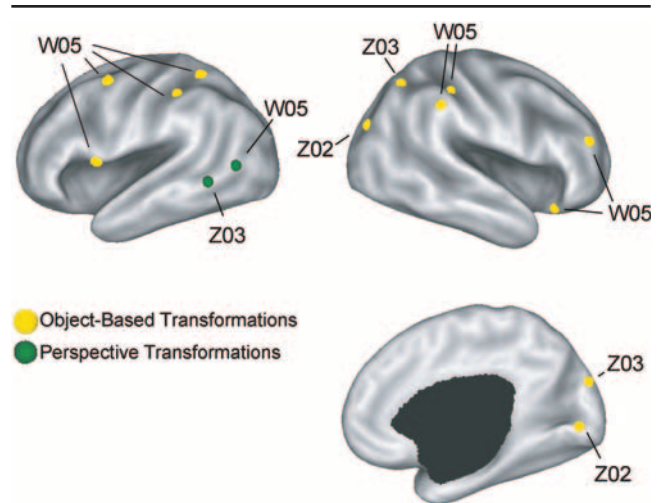 W05
W05
Z03
Z03
W05
Z02
W05
Object-Based Transformations
Perspective Transformations
Z03
Z02